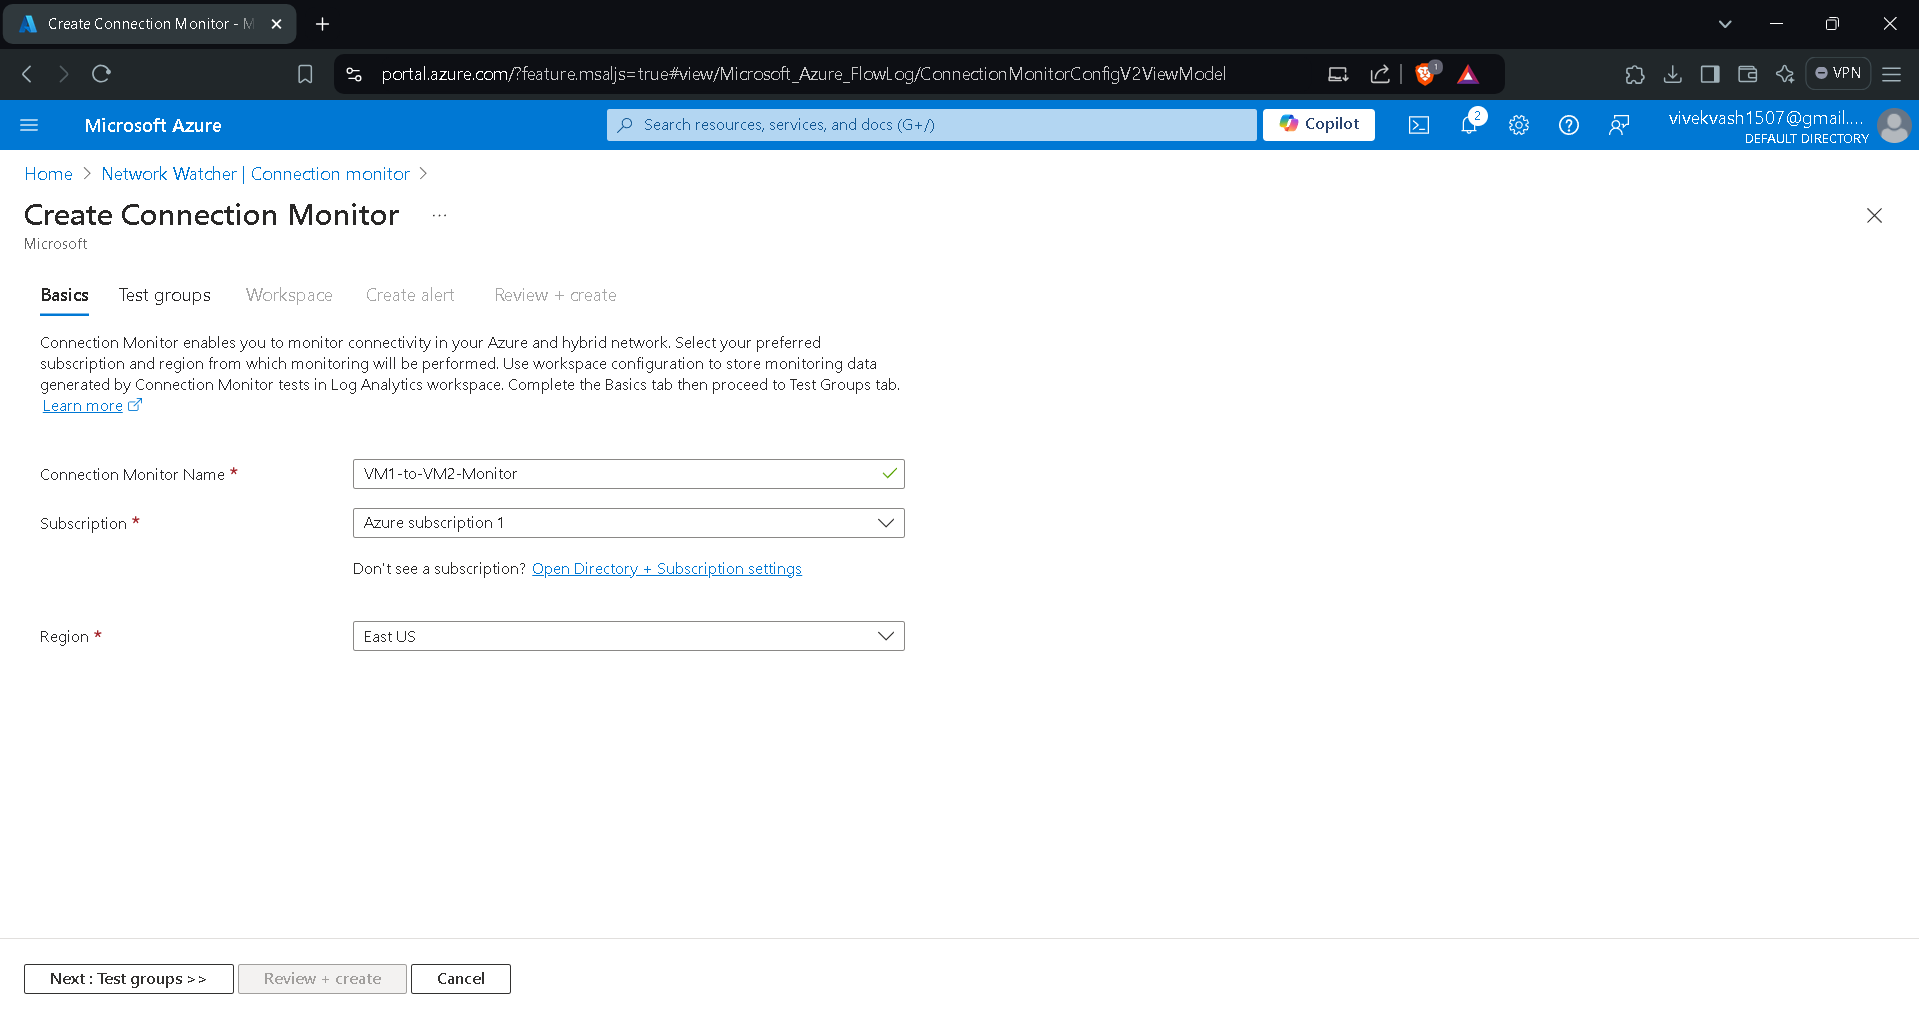 Create Connection Monitor - M
portal.azure.com/?feature.msaljs=true#view/Microsoft_Azure_FlowLog/ConnectionMonitorConfigV2ViewModel
1
VPN
Microsoft Azure
Search resources, services, and docs (G+/)
Copilot
2
vivekvash1507@gmail....
DEFAULT DIRECTORY
Home > Network Watcher | Connection monitor >
Create Connection Monitor ...
Microsoft
Basics Test groups Workspace Create alert Review + create
Connection Monitor enables you to monitor connectivity in your Azure and hybrid network. Select your preferred
subscription and region from which monitoring will be performed. Use workspace configuration to store monitoring data
generated by Connection Monitor tests in Log Analytics workspace. Complete the Basics tab then proceed to Test Groups tab.
Learn more
Connection Monitor Name * VM1-to-VM2-Monitor
Subscription * Azure subscription 1
Don't see a subscription? Open Directory + Subscription settings
Region * East US
Next : Test groups >> Review + create Cancel